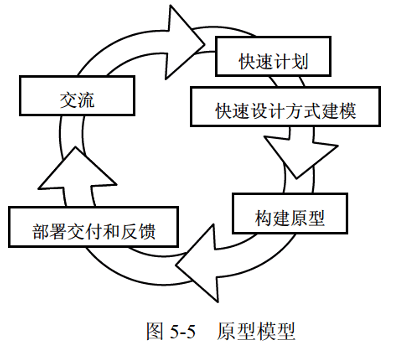 快速计划
交流
快速设计方式建模
构建原型
部署交付和反馈
图 5-5 原型模型